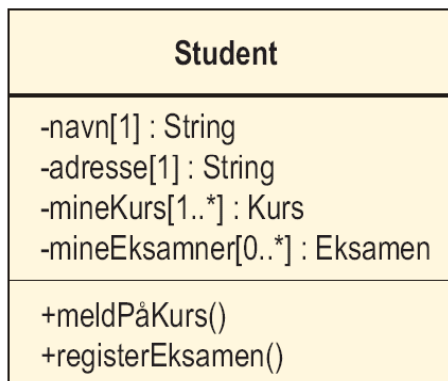 Student
-navn[1] : String
-adresse[1] : String
-mineKurs[1..*] : Kurs
-mineEksamner[0..*] : Eksamen
+meldPåKurs()
+registerEksamen()